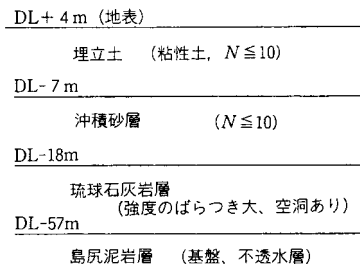 DL+4m（地表）
埋立土　（粘性土，N≦10）
DL-7m
沖積砂層　（N≦10）
DL-18m
琉球石灰岩層
（強度のばらつき大、空洞あり）
DL-57m
島尻泥岩層　（基盤、不透水層）